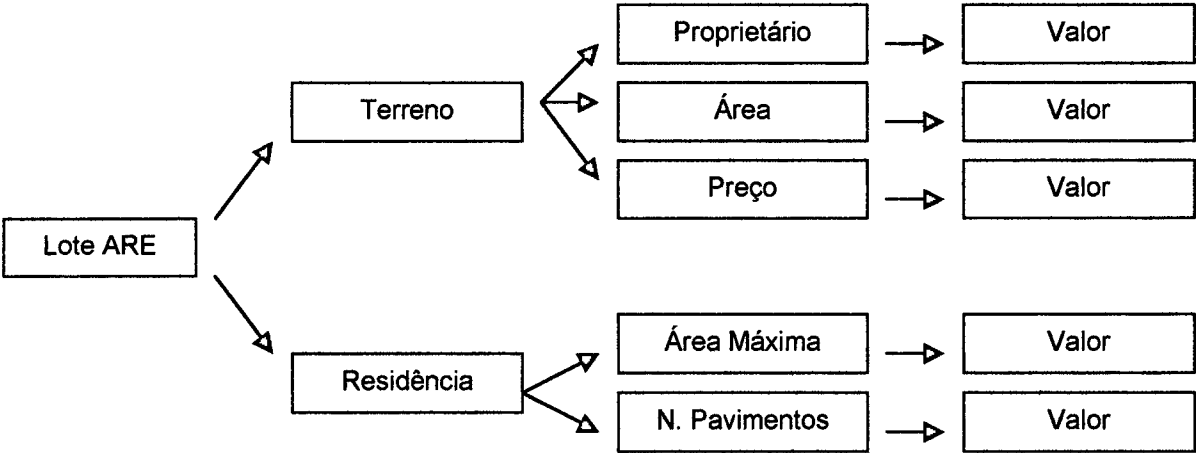 Proprietário
Valor
Terreno
Área
Valor
Preço
Valor
Lote ARE
Área Máxima
Valor
Residência
N. Pavimentos
Valor